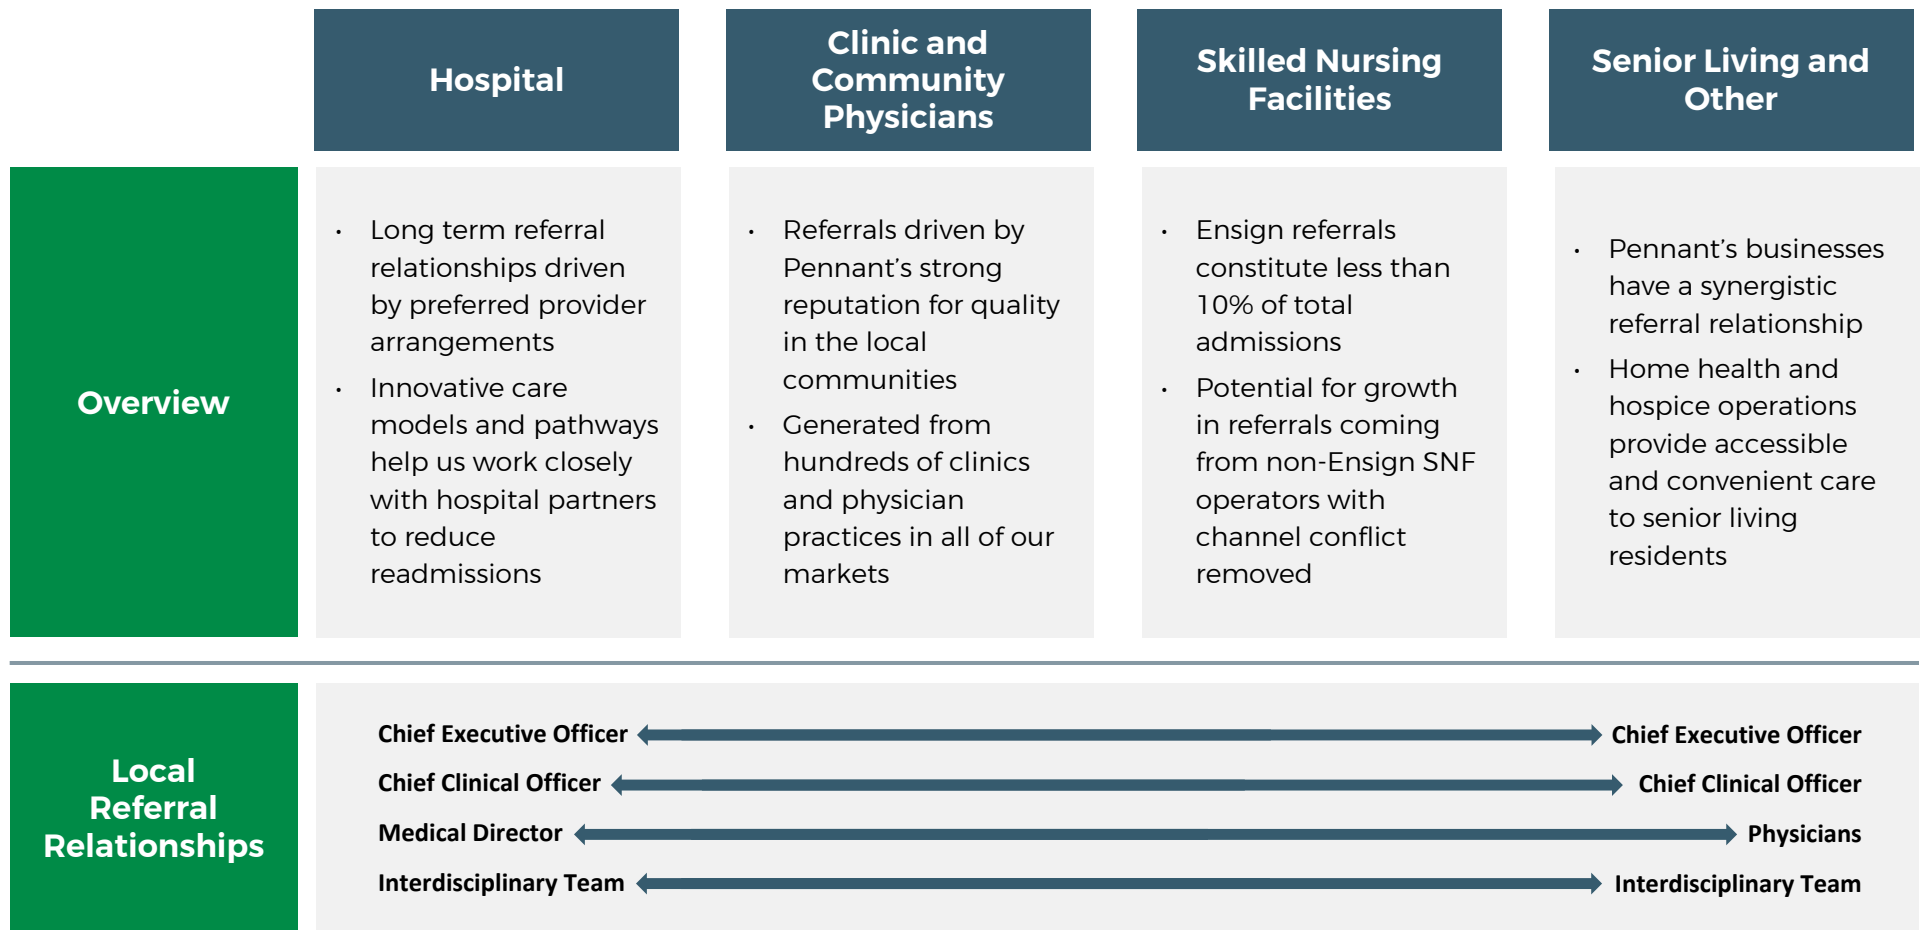 Hospital
Clinic and
Community
Physicians
Skilled Nursing
Facilities
Senior Living and
Other
Overview
• Long term referral
relationships driven
by preferred provider
arrangements
• Innovative care
models and pathways
help us work closely
with hospital partners
to reduce
readmissions
• Referrals driven by
Pennant’s strong
reputation for quality
in the local
communities
• Generated from
hundreds of clinics
and physician
practices in all of our
markets
• Ensign referrals
constitute less than
10% of total
admissions
• Potential for growth
in referrals coming
from non-Ensign SNF
operators with
channel conflict
removed
• Pennant’s businesses
have a synergistic
referral relationship
• Home health and
hospice operations
provide accessible
and convenient care
to senior living
residents
Local
Referral
Relationships
Chief Executive Officer
Chief Executive Officer
Chief Clinical Officer
Chief Clinical Officer
Medical Director
Physicians
Interdisciplinary Team
Interdisciplinary Team